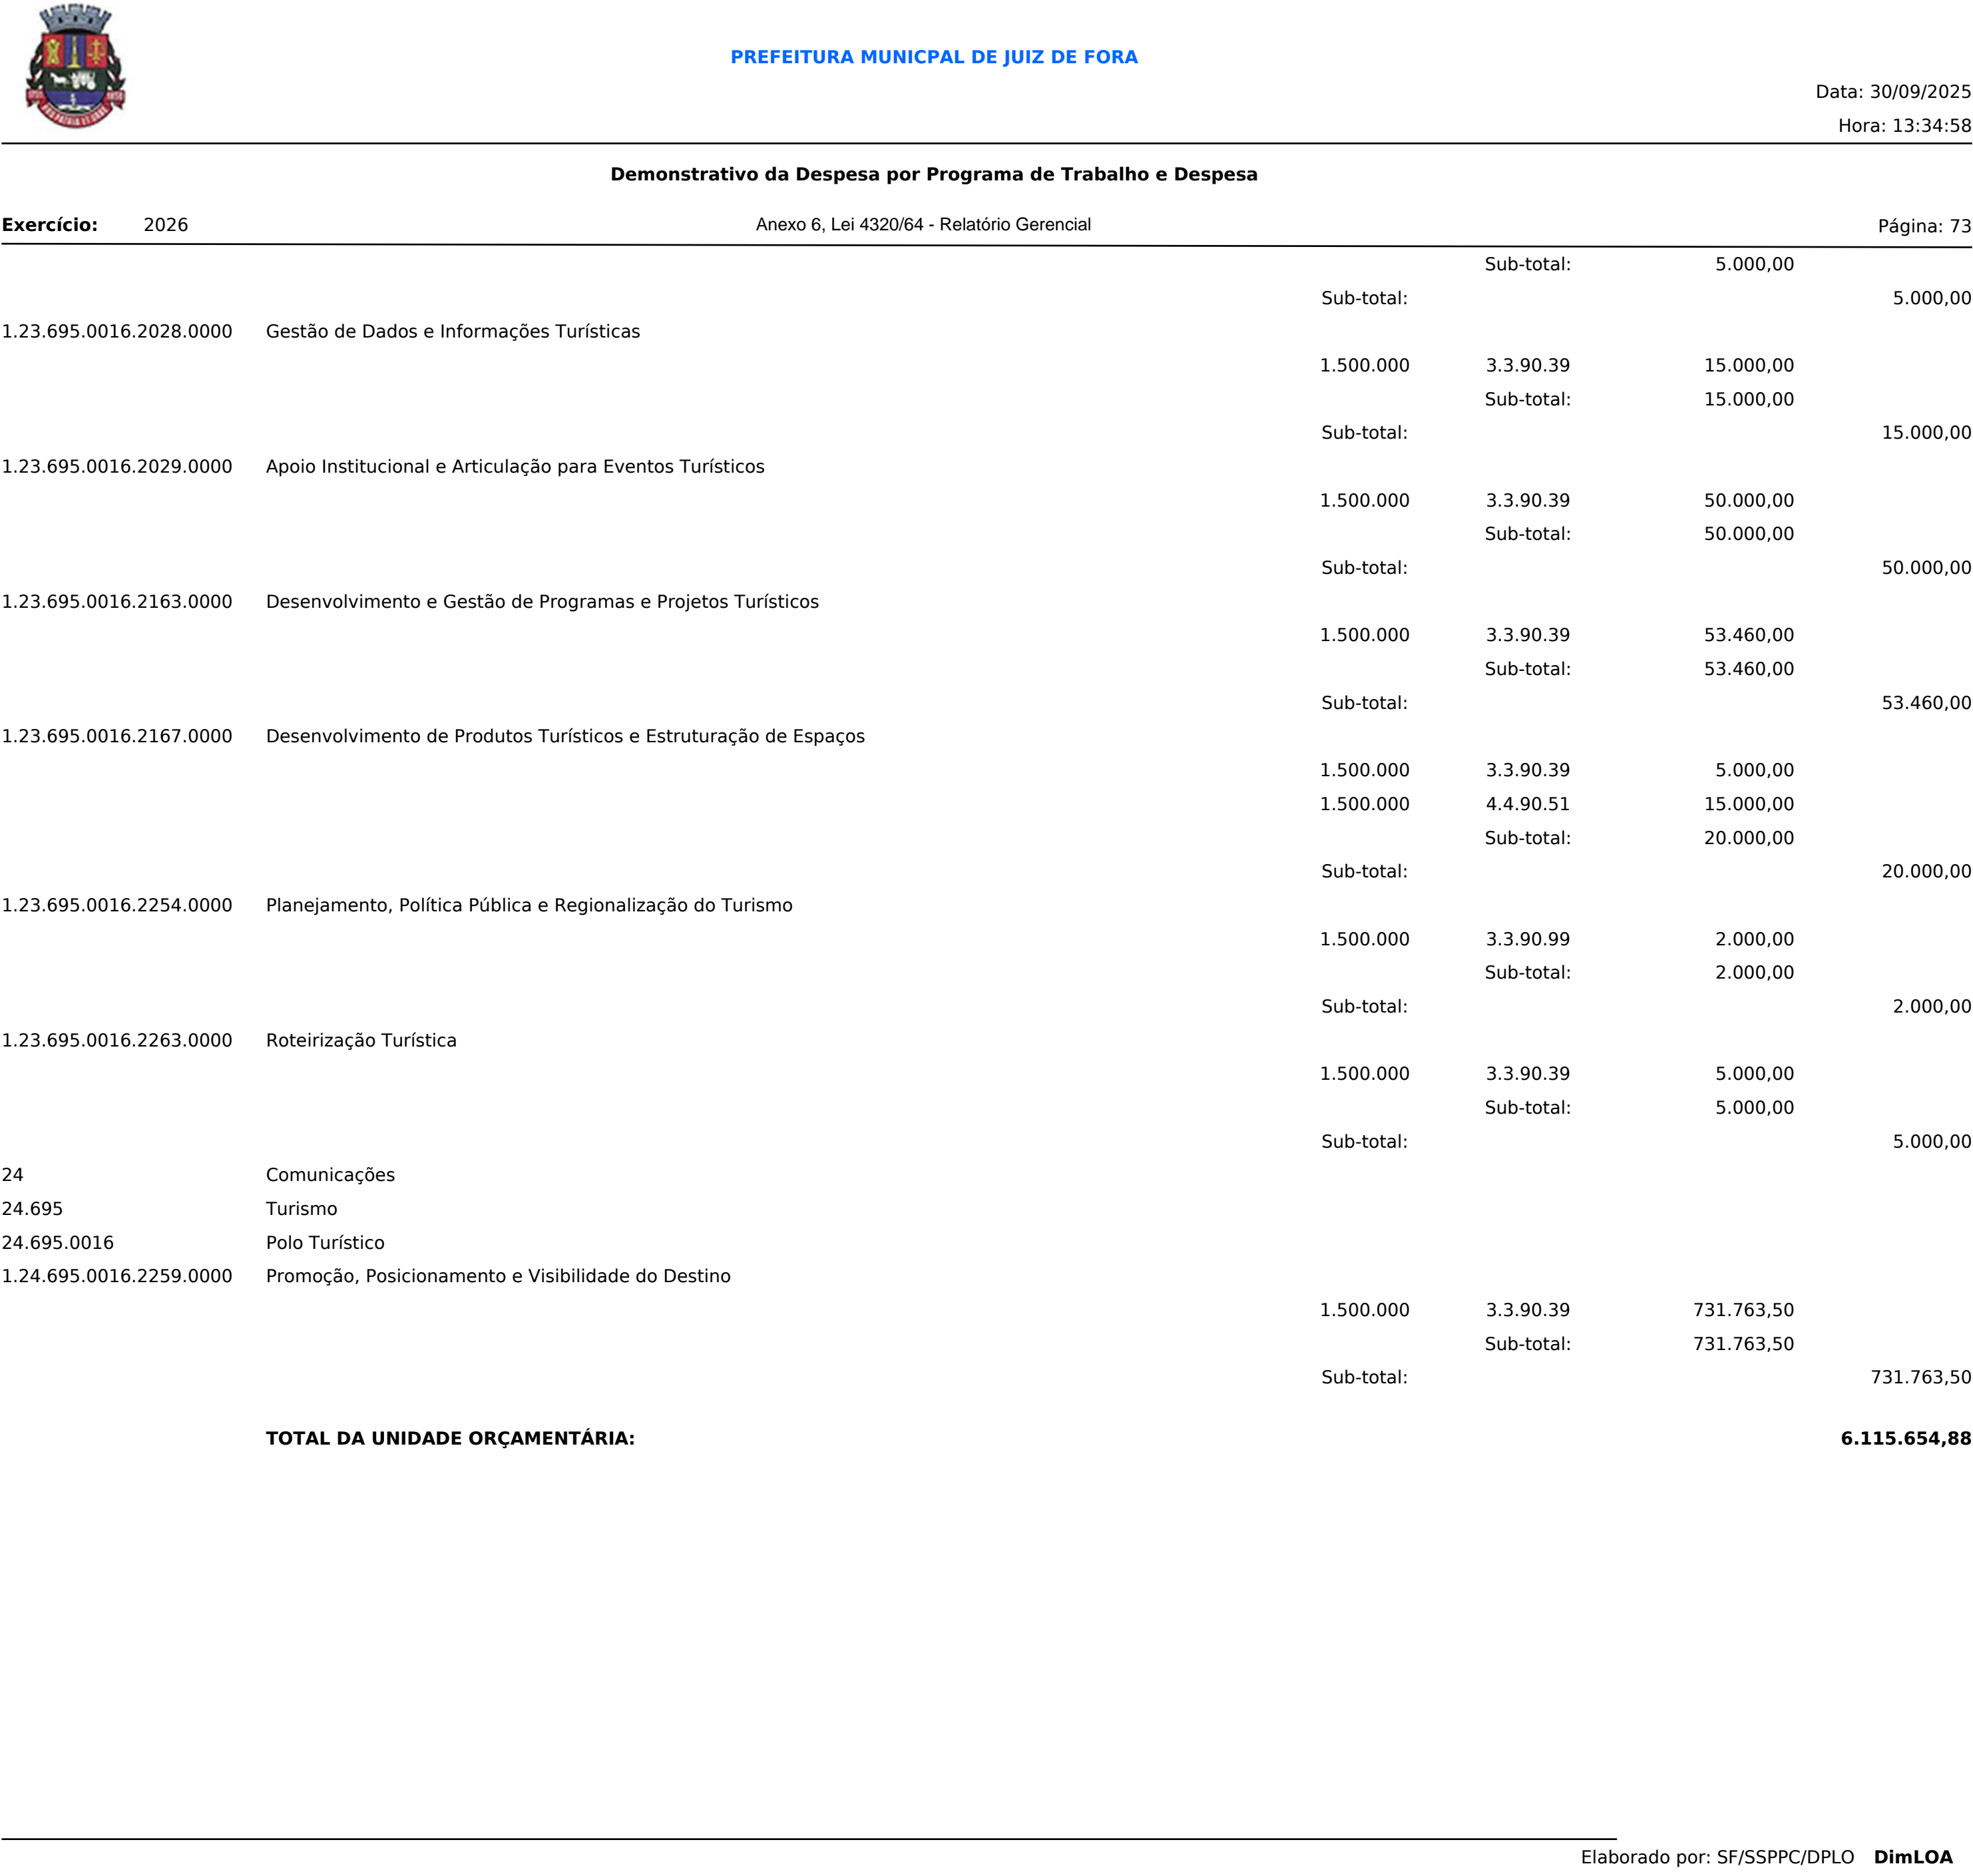 PREFEITURA MUNICPAL DE JUIZ DE FORA
Data: 30/09/2025
Hora: 13:34:58
Demonstrativo da Despesa por Programa de Trabalho e Despesa
Exercício: 2026 Anexo 6, Lei 4320/64 - Relatório Gerencial Página: 73
Sub-total: 5.000,00
Sub-total: 5.000,00
1.23.695.0016.2028.0000 Gestão de Dados e Informações Turísticas
1.500.000 3.3.90.39 15.000,00
Sub-total: 15.000,00
Sub-total: 15.000,00
1.23.695.0016.2029.0000 Apoio Institucional e Articulação para Eventos Turísticos
1.500.000 3.3.90.39 50.000,00
Sub-total: 50.000,00
Sub-total: 50.000,00
1.23.695.0016.2163.0000 Desenvolvimento e Gestão de Programas e Projetos Turísticos
1.500.000 3.3.90.39 53.460,00
Sub-total: 53.460,00
Sub-total: 53.460,00
1.23.695.0016.2167.0000 Desenvolvimento de Produtos Turísticos e Estruturação de Espaços
1.500.000 3.3.90.39 5.000,00
1.500.000 4.4.90.51 15.000,00
Sub-total: 20.000,00
Sub-total: 20.000,00
1.23.695.0016.2254.0000 Planejamento, Política Pública e Regionalização do Turismo
1.500.000 3.3.90.99 2.000,00
Sub-total: 2.000,00
Sub-total: 2.000,00
1.23.695.0016.2263.0000 Roteirização Turística
1.500.000 3.3.90.39 5.000,00
Sub-total: 5.000,00
Sub-total: 5.000,00
24 Comunicações
24.695 Turismo
24.695.0016 Polo Turístico
1.24.695.0016.2259.0000 Promoção, Posicionamento e Visibilidade do Destino
1.500.000 3.3.90.39 731.763,50
Sub-total: 731.763,50
Sub-total: 731.763,50
TOTAL DA UNIDADE ORÇAMENTÁRIA: 6.115.654,88
Elaborado por: SF/SSPPC/DPLO DimLOA